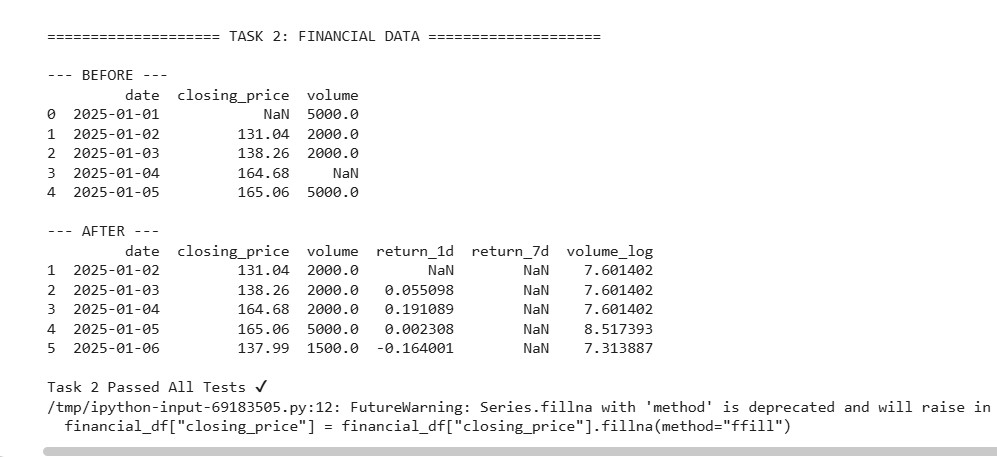 ==================== TASK 2: FINANCIAL DATA ====================
--- BEFORE ---
date closing_price volume
0 2025-01-01 NaN 5000.0
1 2025-01-02 131.04 2000.0
2 2025-01-03 138.26 2000.0
3 2025-01-04 164.68 NaN
4 2025-01-05 165.06 5000.0
--- AFTER ---
date closing_price volume return_1d return_7d volume_log
1 2025-01-02 131.04 2000.0 NaN NaN 7.601402
2 2025-01-03 138.26 2000.0 0.055098 NaN 7.601402
3 2025-01-04 164.68 2000.0 0.191089 NaN 7.601402
4 2025-01-05 165.06 5000.0 0.002308 NaN 8.517393
5 2025-01-06 137.99 1500.0 -0.164001 NaN 7.313887
Task 2 Passed All Tests ✓
/tmp/ipython-input-69183505.py:12: FutureWarning: Series.fillna with 'method' is deprecated and will raise in
financial_df["closing_price"] = financial_df["closing_price"].fillna(method="ffill")